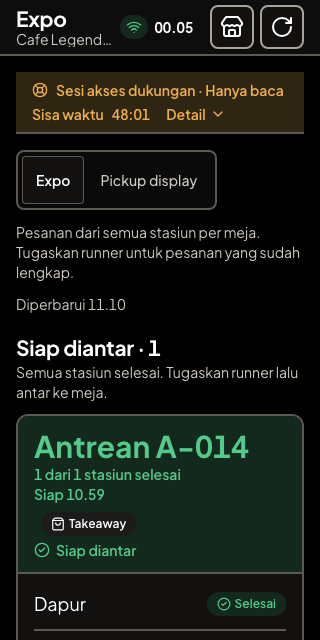 Expo
Cafe Legend...
00.05
Sesi akses dukungan · Hanya baca
Sisa waktu 48:01 Detail
Expo
Pickup display
Pesanan dari semua stasiun per meja.
Tugaskan runner untuk pesanan yang sudah
lengkap.
Diperbarui 11.10
Siap diantar · 1
Semua stasiun selesai. Tugaskan runner lalu
antar ke meja.
Antrean A-014
1 dari 1 stasiun selesai
Siap 10.59
Takeaway
Siap diantar
Dapur
Selesai